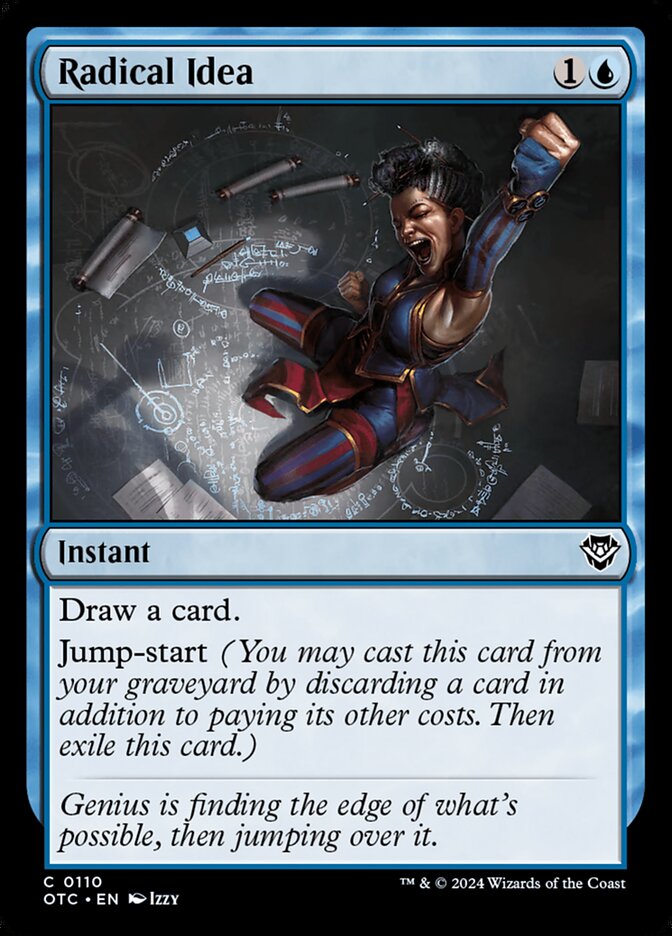 Radical Idea 1
Instant
Draw a card.
Jump-start (You may cast this card from
your graveyard by discarding a card in
addition to paying its other costs. Then
exile this card.)
Genius is finding the edge of what's
possible, then jumping over it.
C 0110
™ & © 2024 Wizards of the Coast
OTC • EN Izzy